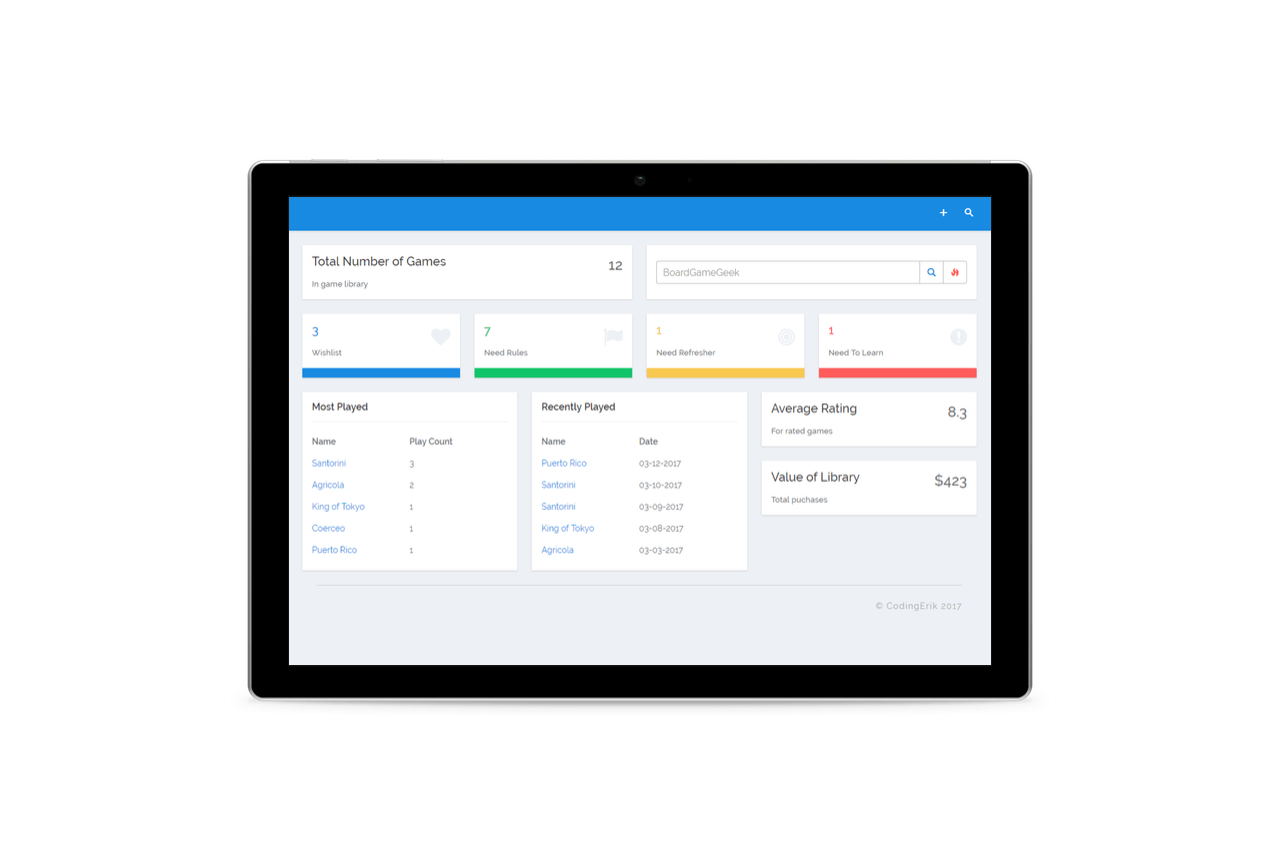 Total Number of Games
12
In game library
BoardGameGeek
3
Wishlist
7
Need Rules
1
Need Refresher
1
Need To Learn
Most Played
Name Play Count
Santorini 3
Agricola 2
King of Tokyo 1
Coerceo 1
Puerto Rico 1
Recently Played
Name Date
Puerto Rico 03-12-2017
Santorini 03-10-2017
Santorini 03-09-2017
King of Tokyo 03-08-2017
Agricola 03-03-2017
Average Rating
8.3
For rated games
Value of Library
$423
Total puchases
© CodingErik 2017